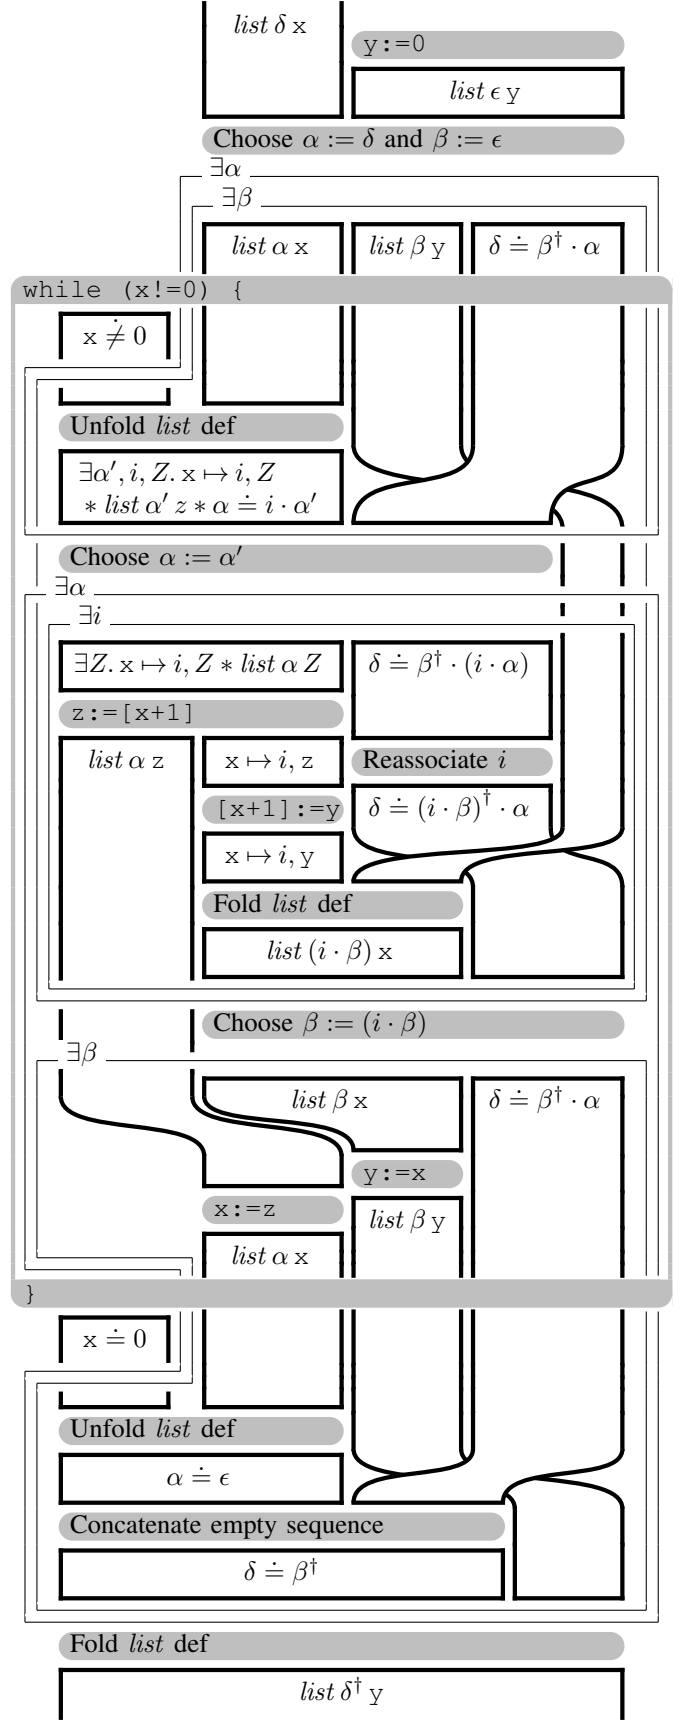 list δ x
y:=0
list ϵ y
Choose α := δ and β := ϵ
∃α
∃β
list α x
list β y
δ ≐ β† · α
while (x!=0) {
x ≠̇ 0
Unfold list def
∃α′, i, Z. x ↦ i, Z
∗ list α′ z ∗ α ≐ i · α′
Choose α := α′
∃α
∃i
∃Z. x ↦ i, Z ∗ list α Z
δ ≐ β† · (i · α)
z:=[x+1]
list α z
x ↦ i, z
Reassociate i
[x+1]:=y
δ ≐ (i · β)† · α
x ↦ i, y
Fold list def
list (i · β) x
Choose β := (i · β)
∃β
list β x
δ ≐ β† · α
y:=x
x:=z
list β y
list α x
}
x ≐ 0
Unfold list def
α ≐ ϵ
Concatenate empty sequence
δ ≐ β†
Fold list def
list δ† y